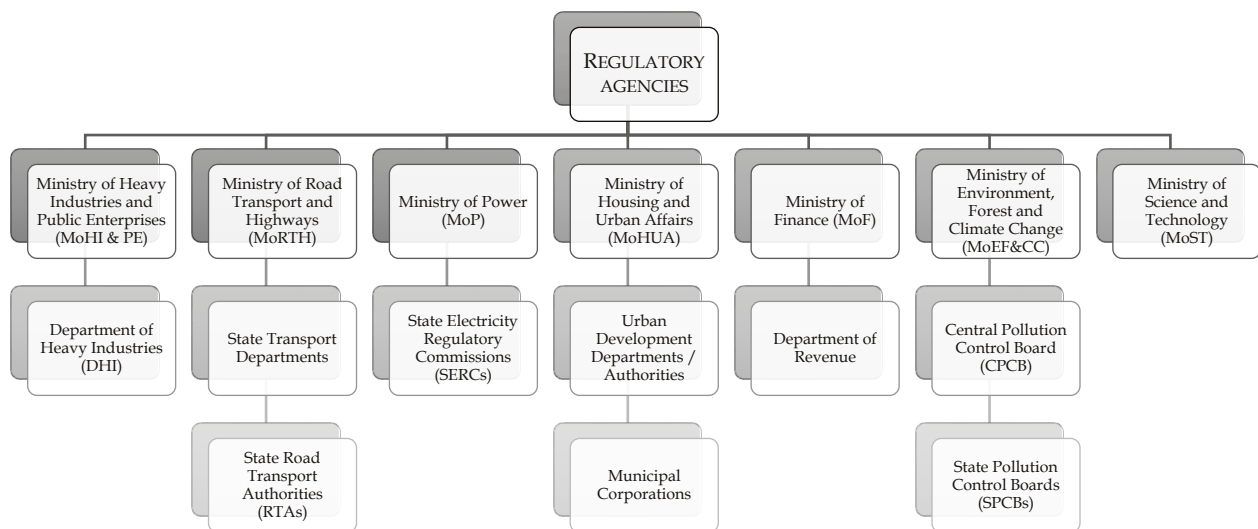 REGULATORY
AGENCIES
Ministry of Heavy
Industries and
Public Enterprises
(MoHI & PE)
Ministry of Road
Transport and
Highways
(MoRTH)
Ministry of Power
(MoP)
Ministry of
Housing and
Urban Affairs
(MoHUA)
Ministry of
Finance (MoF)
Ministry of
Environment,
Forest and
Climate Change
(MoEF&CC)
Ministry of
Science and
Technology
(MoST)
Department of
Heavy Industries
(DHI)
State Transport
Departments
State Electricity
Regulatory
Commissions
(SERCs)
Urban
Development
Departments /
Authorities
Department of
Revenue
Central Pollution
Control Board
(CPCB)
State Road
Transport
Authorities
(RTAs)
Municipal
Corporations
State Pollution
Control Boards
(SPCBs)